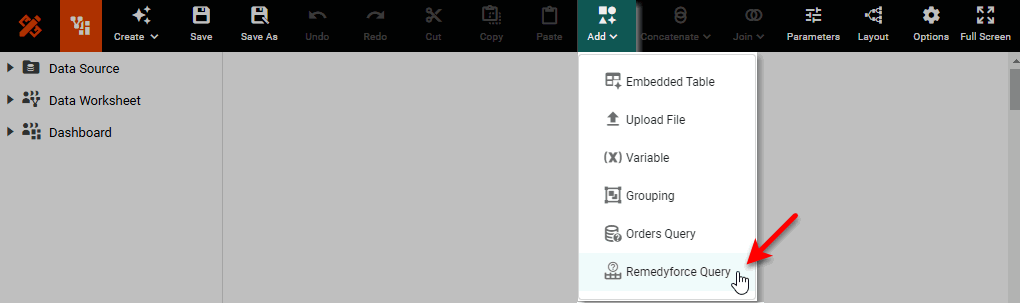 Create Save Save As Undo Redo Cut Copy Paste Add Concatenate Join Parameters Layout Options Full Screen
Data Source
Data Worksheet
Dashboard
Embedded Table
Upload File
(x) Variable
Grouping
Orders Query
Remedyforce Query